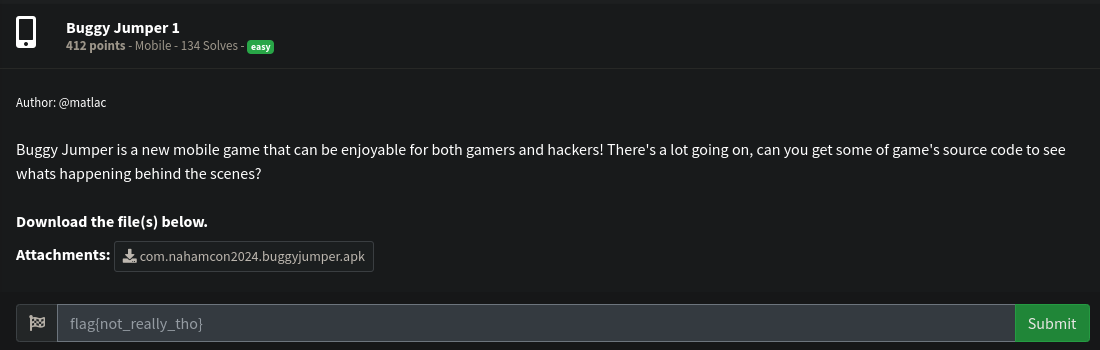 Buggy Jumper 1
412 points - Mobile - 134 Solves - easy
Author: @matlac
Buggy Jumper is a new mobile game that can be enjoyable for both gamers and hackers! There's a lot going on, can you get some of game's source code to see
whats happening behind the scenes?
Download the file(s) below.
Attachments: com.nahamcon2024.buggyjumper.apk
flag{not_really_tho} Submit